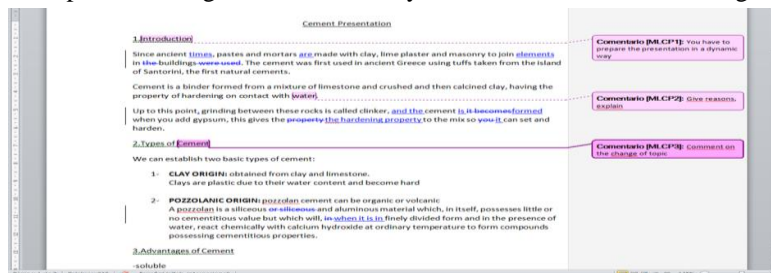 Cement Presentation
1.Introduction
Since ancient times, pastes and mortars are made with clay, lime plaster and masonry to join elements
in the buildings were used. The cement was first used in ancient Greece using tuffs taken from the island
of Santorini, the first natural cements.
Cement is a binder formed from a mixture of limestone and crushed and then calcined clay, having the
property of hardening on contact with water.
Up to this point, grinding between these rocks is called clinker, and the cement is it becomesformed
when you add gypsum, this gives the property the hardening property to the mix so you it can set and
harden.
2.Types of Cement
We can establish two basic types of cement:
1- CLAY ORIGIN: obtained from clay and limestone.
Clays are plastic due to their water content and become hard
2- POZZOLANIC ORIGIN: pozzolan cement can be organic or volcanic
A pozzolan is a siliceous or siliceous and aluminous material which, in itself, possesses little or
no cementitious value but which will, in when it is in finely divided form and in the presence of
water, react chemically with calcium hydroxide at ordinary temperature to form compounds
possessing cementitious properties.
3.Advantages of Cement
-soluble
Comentario [MLCP1]: You have to
prepare the presentation in a dynamic
way
Comentario [MLCP2]: Give reasons,
explain
Comentario [MLCP3]: Comment on
the change of topic